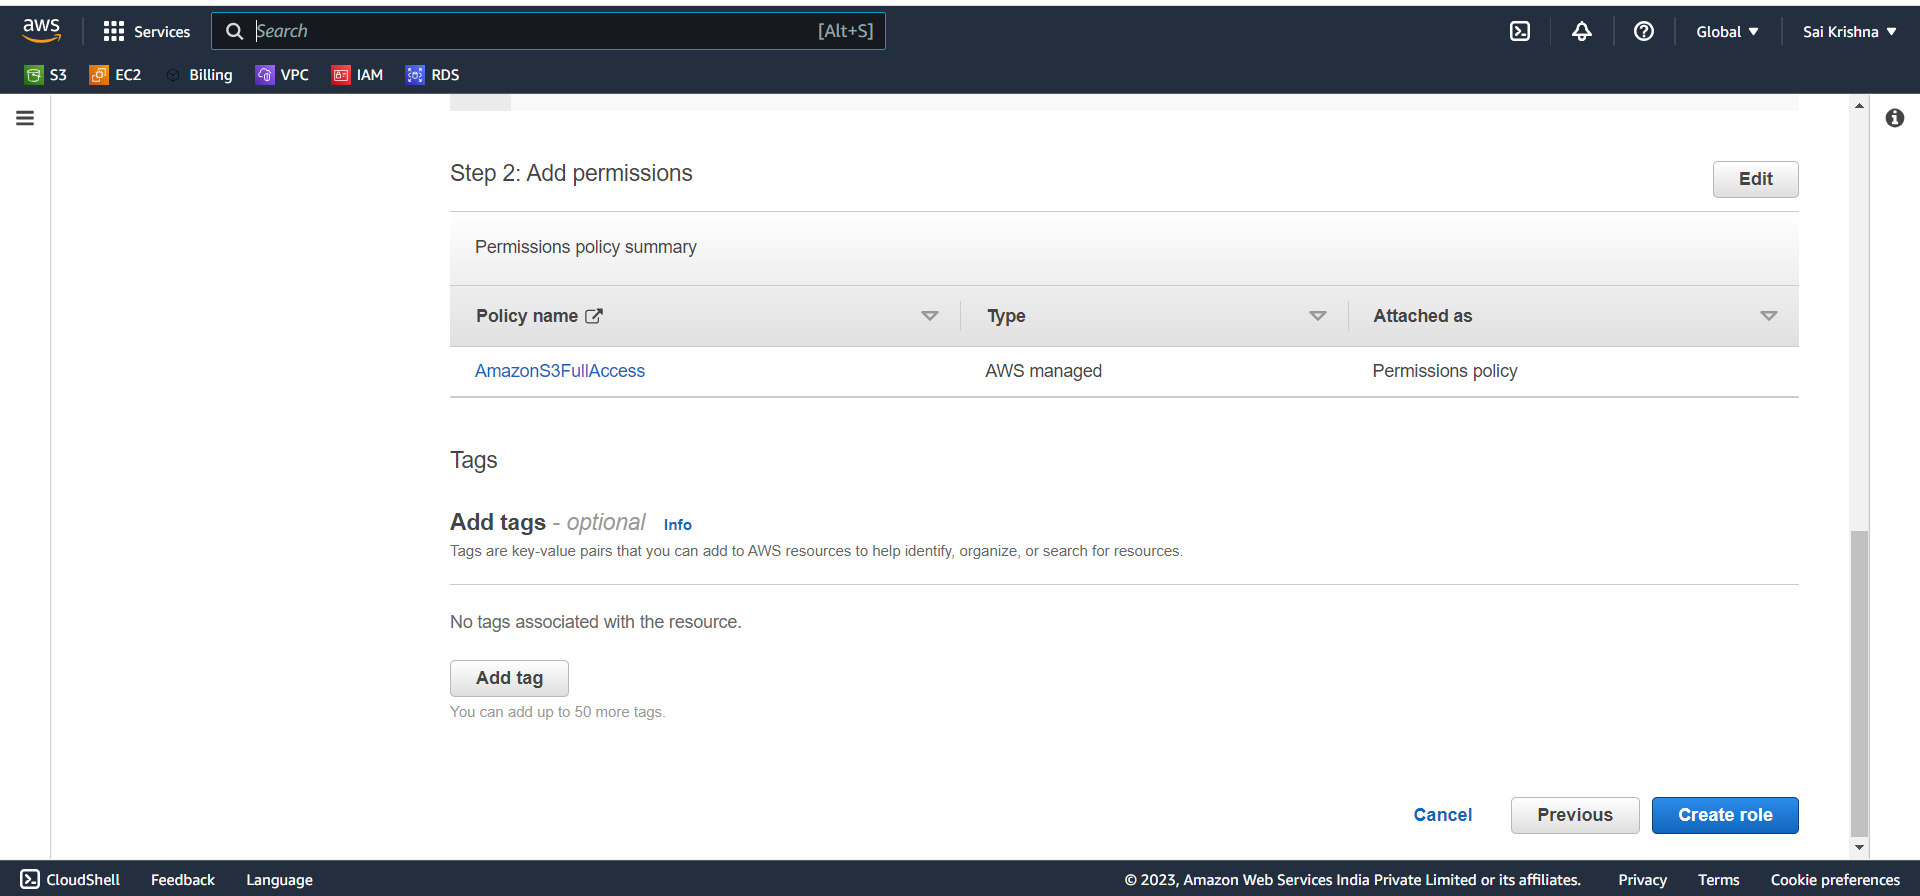 aws Services Search [Alt+S] Global Sai Krishna
S3 EC2 Billing VPC IAM RDS
Step 2: Add permissions Edit
Permissions policy summary
Policy name Type Attached as
AmazonS3FullAccess AWS managed Permissions policy
Tags
Add tags - optional Info
Tags are key-value pairs that you can add to AWS resources to help identify, organize, or search for resources.
No tags associated with the resource.
Add tag
You can add up to 50 more tags.
Cancel Previous Create role
CloudShell Feedback Language © 2023, Amazon Web Services India Private Limited or its affiliates. Privacy Terms Cookie preferences